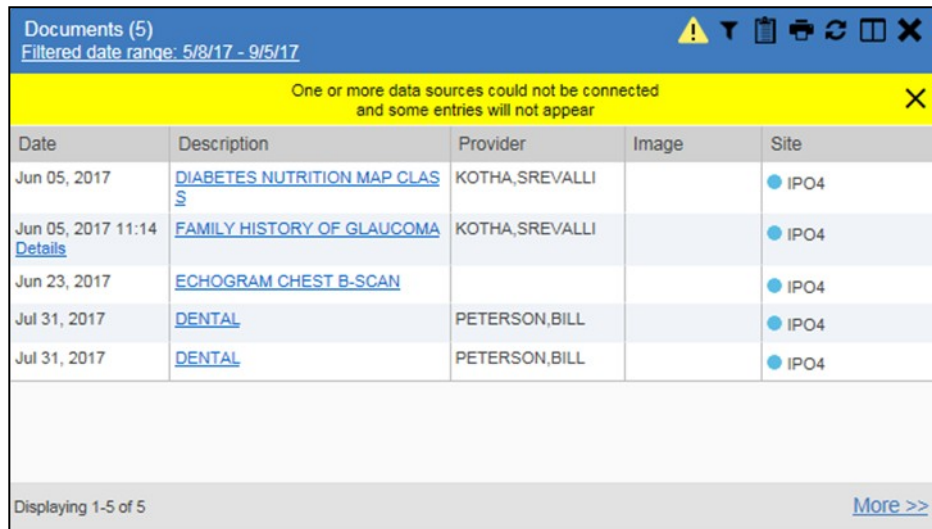 Documents (5)
Filtered date range: 5/8/17 - 9/5/17
One or more data sources could not be connected
and some entries will not appear
Date Description Provider Image Site
Jun 05, 2017 DIABETES NUTRITION MAP CLAS KOTHA,SREVALLI IPO4
S
Jun 05, 2017 11:14 FAMILY HISTORY OF GLAUCOMA KOTHA,SREVALLI IPO4
Details
Jun 23, 2017 ECHOGRAM CHEST B-SCAN IPO4
Jul 31, 2017 DENTAL PETERSON,BILL IPO4
Jul 31, 2017 DENTAL PETERSON,BILL IPO4
Displaying 1-5 of 5 More >>